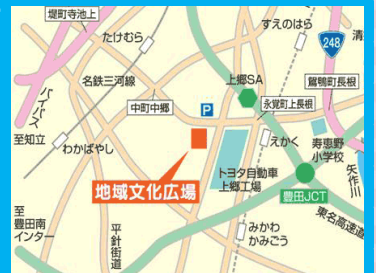 堤町寺池上
たけむら
すえのはら
248
清
名鉄三河線
上郷SA
鴛鴨町長根
バイパス
中町中郷
P
永覚町上長根
至知立
わかばやし
えかく
寿恵野
小学校
矢作川
トヨタ自動車
上郷工場
地域文化広場
豊田JCT
東名高速道
至
豊田南
インター
平針街道
みかわ
かみごう